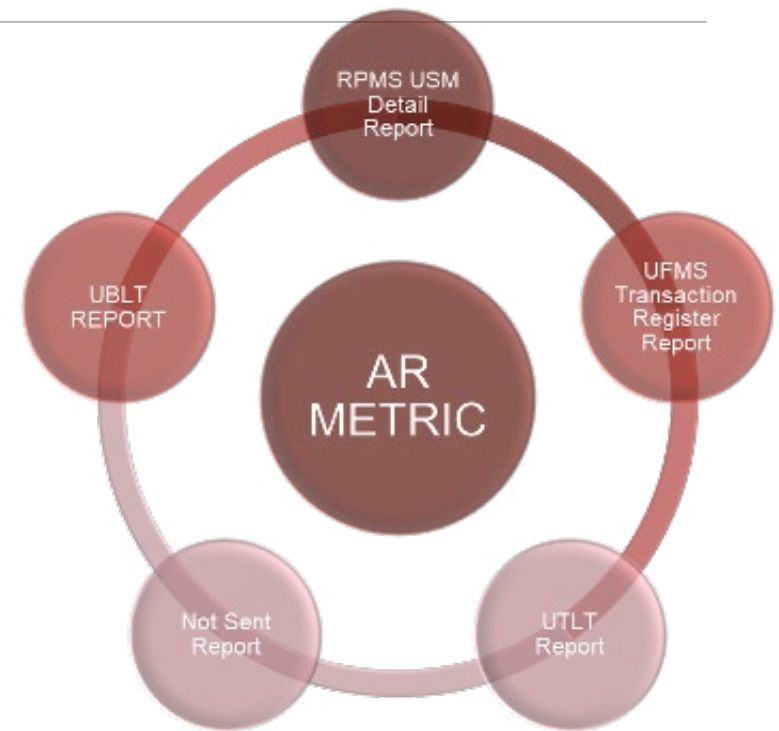 RPMS USM
Detail
Report
UFMS
Transaction
Register
Report
UTLT
Report
Not Sent
Report
UBLT
REPORT
AR
METRIC